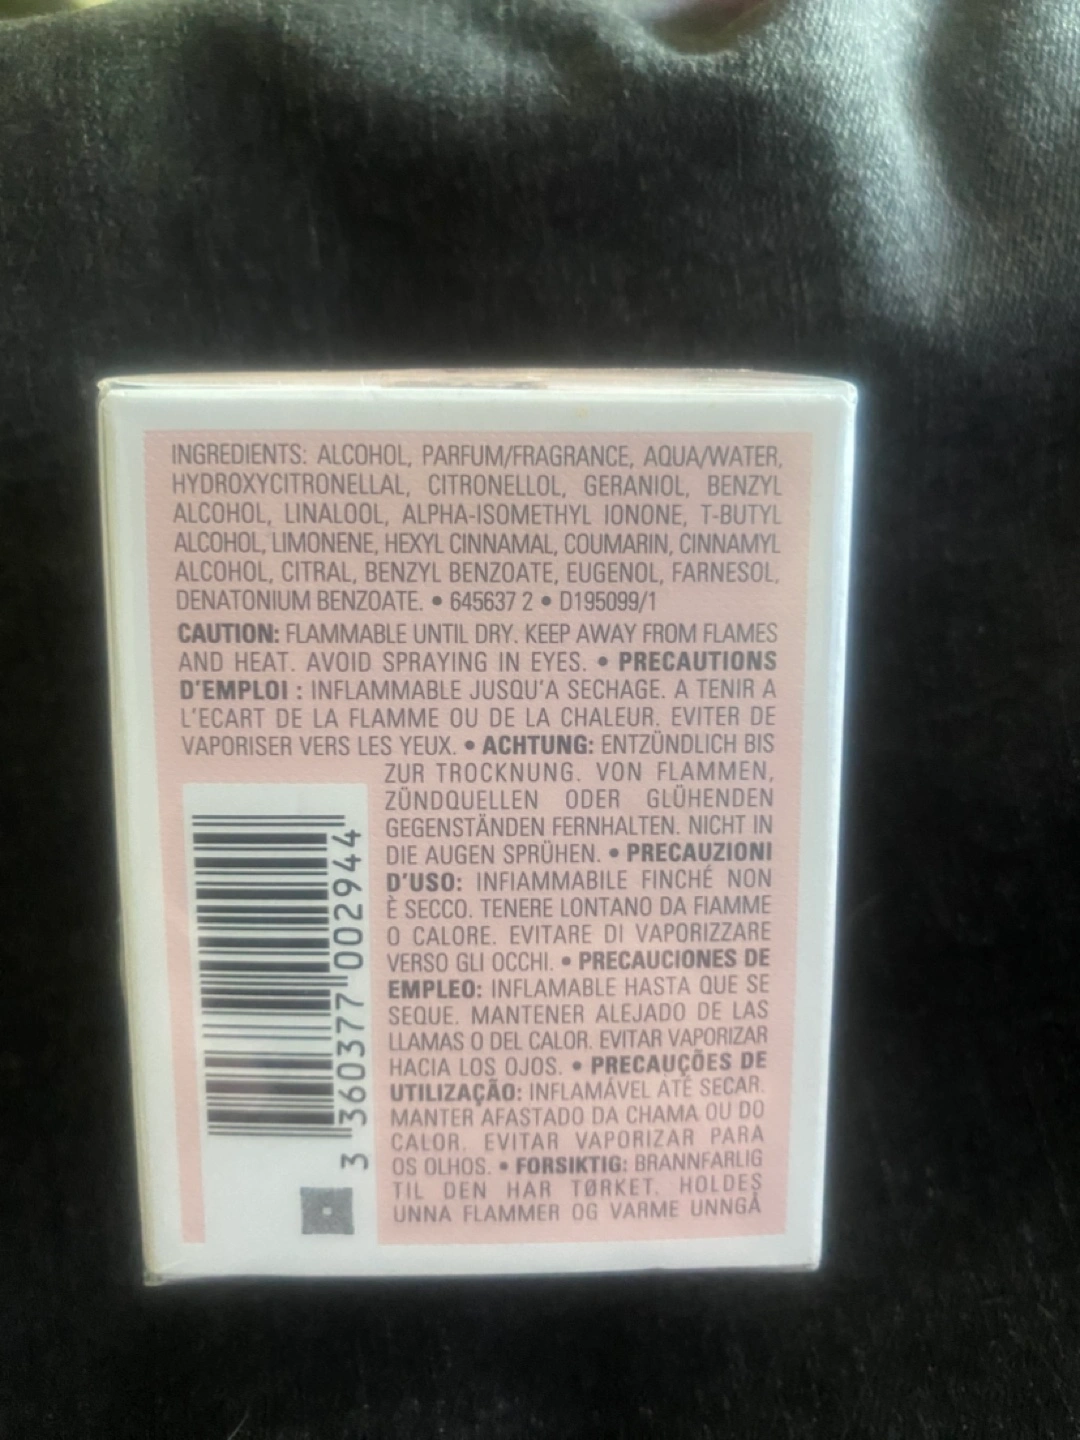 INGREDIENTS: ALCOHOL, PARFUM/FRAGRANCE, AQUA/WATER,
HYDROXYCITRONELLAL, CITRONELLOL, GERANIOL, BENZYL
ALCOHOL, LINALOOL, ALPHA-ISOMETHYL IONONE, T-BUTYL
ALCOHOL, LIMONENE, HEXYL CINNAMAL, COUMARIN, CINNAMYL
ALCOHOL, CITRAL, BENZYL BENZOATE, EUGENOL, FARNESOL,
DENATONIUM BENZOATE. • 645637 2 • D195099/1
CAUTION: FLAMMABLE UNTIL DRY. KEEP AWAY FROM FLAMES
AND HEAT. AVOID SPRAYING IN EYES. • PRECAUTIONS
D'EMPLOI : INFLAMMABLE JUSQU'A SECHAGE. A TENIR A
L'ECART DE LA FLAMME OU DE LA CHALEUR. EVITER DE
VAPORISER VERS LES YEUX. • ACHTUNG: ENTZÜNDLICH BIS
ZUR TROCKNUNG. VON FLAMMEN,
ZÜNDQUELLEN ODER GLÜHENDEN
GEGENSTÄNDEN FERNHALTEN. NICHT IN
DIE AUGEN SPRÜHEN. • PRECAUZIONI
D'USO: INFIAMMABILE FINCHÉ NON
È SECCO. TENERE LONTANO DA FIAMME
O CALORE. EVITARE DI VAPORIZZARE
VERSO GLI OCCHI. • PRECAUCIONES DE
EMPLEO: INFLAMABLE HASTA QUE SE
SEQUE. MANTENER ALEJADO DE LAS
LLAMAS O DEL CALOR. EVITAR VAPORIZAR
HACIA LOS OJOS. • PRECAUÇÕES DE
UTILIZAÇÃO: INFLAMÁVEL ATÉ SECAR.
MANTER AFASTADO DA CHAMA OU DO
CALOR. EVITAR VAPORIZAR PARA
OS OLHOS. • FORSIKTIG: BRANNFARLIG
TIL DEN HAR TØRKET. HOLDES
UNNA FLAMMER OG VARME UNNGÅ
3 360377 002944